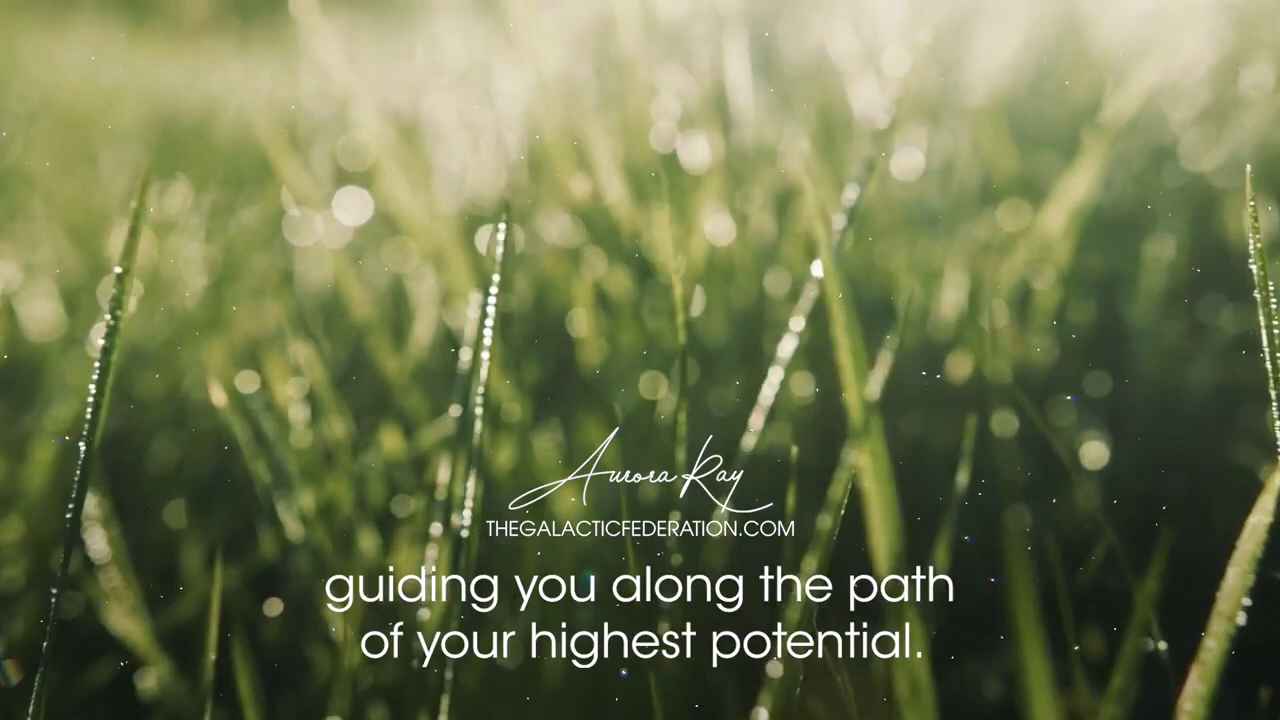 Aurora Ray
THEGALACTICFEDERATION.COM
guiding you along the path
of your highest potential.